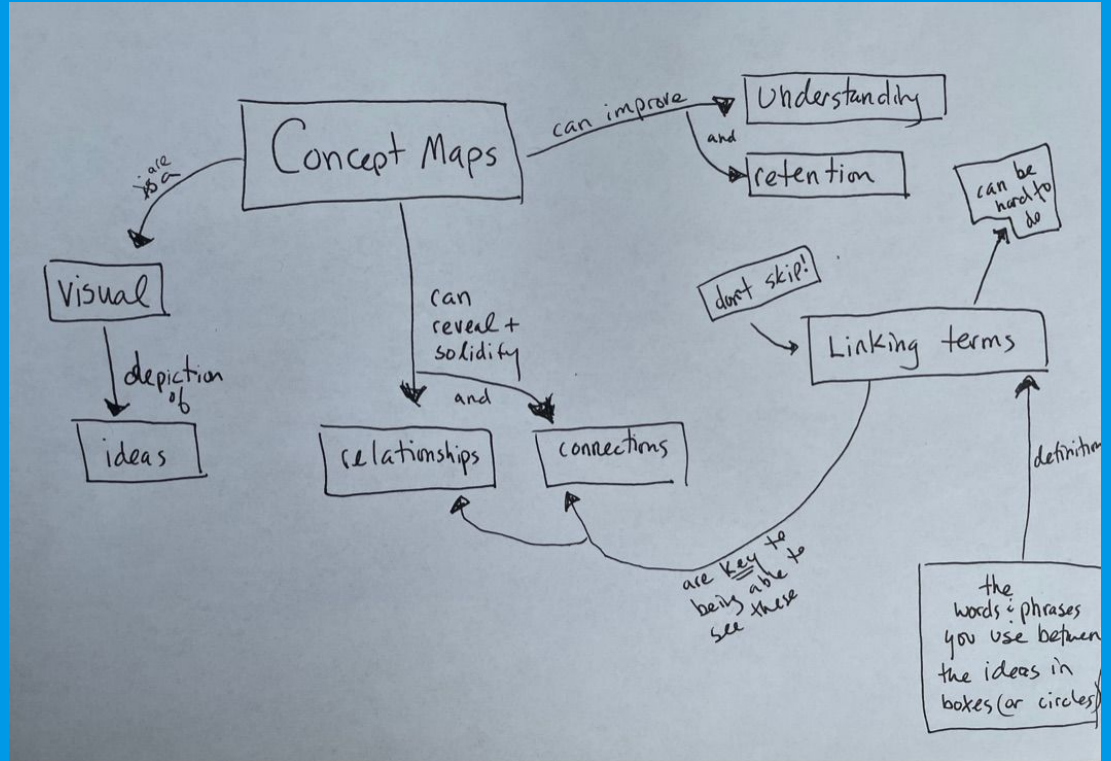 Concept Maps
are
is a
visual
depiction
of
ideas
can improve
Understanding
and
retention
can
reveal +
solidify
and
relationships
connections
don't skip!
Linking terms
can be
hard to
do
are key to
being able to
see these
definition
the
words & phrases
you use between
the ideas in
boxes (or circles)